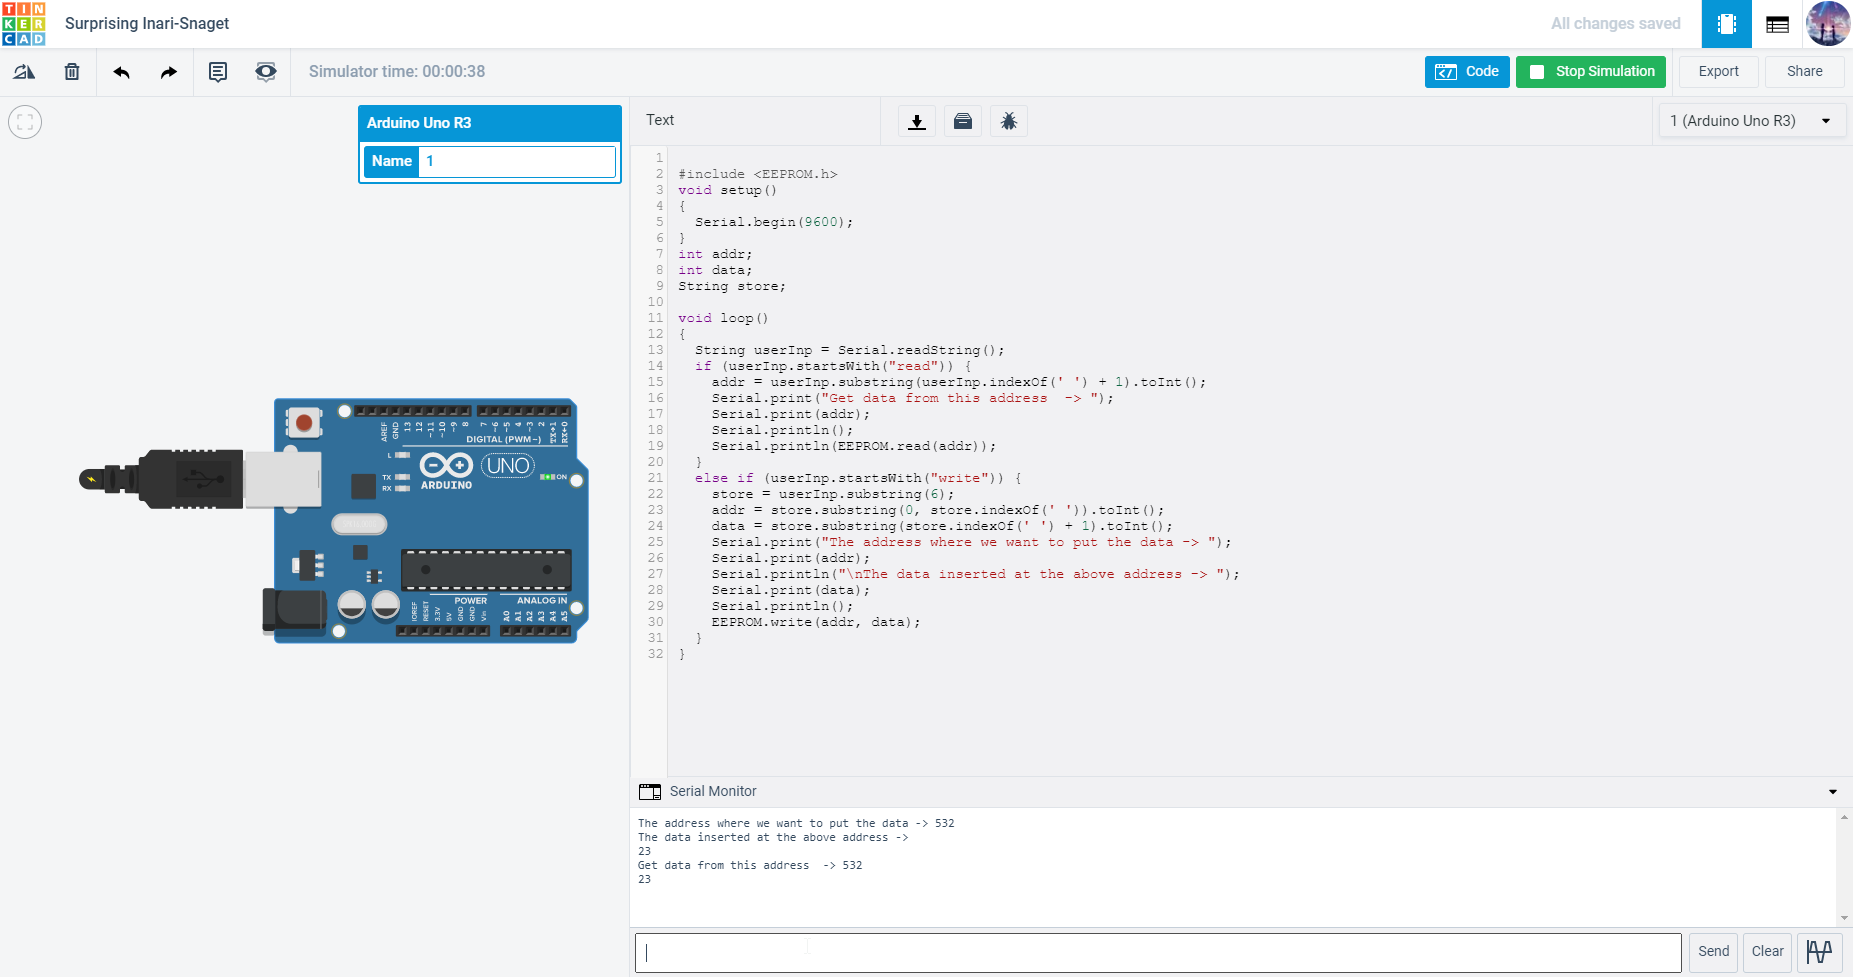 TINKERCAD
Surprising Inari-Snaget
All changes saved
Simulator time: 00:00:38
Code
Stop Simulation
Export
Share
Arduino Uno R3
Name 1
Text
1 (Arduino Uno R3)
1
2 #include <EEPROM.h>
3 void setup()
4 {
5   Serial.begin(9600);
6 }
7 int addr;
8 int data;
9 String store;
10
11 void loop()
12 {
13   String userInp = Serial.readString();
14   if (userInp.startsWith("read")) {
15     addr = userInp.substring(userInp.indexOf(' ') + 1).toInt();
16     Serial.print("Get data from this address  -> ");
17     Serial.print(addr);
18     Serial.println();
19     Serial.println(EEPROM.read(addr));
20   }
21   else if (userInp.startsWith("write")) {
22     store = userInp.substring(6);
23     addr = store.substring(0, store.indexOf(' ')).toInt();
24     data = store.substring(store.indexOf(' ') + 1).toInt();
25     Serial.print("The address where we want to put the data -> ");
26     Serial.print(addr);
27     Serial.println("\nThe data inserted at the above address -> ");
28     Serial.print(data);
29     Serial.println();
30     EEPROM.write(addr, data);
31   }
32 }
AREF
GND
13
12
~11
~10
~9
8
7
~6
~5
4
~3
2
TX→1
RX←0
DIGITAL (PWM~)
L
TX
RX
UNO
ON
ARDUINO
POWER
ANALOG IN
IOREF
RESET
3.3V
5V
GND
GND
Vin
A0
A1
A2
A3
A4
A5
Serial Monitor
The address where we want to put the data -> 532
The data inserted at the above address ->
23
Get data from this address  -> 532
23
Send
Clear